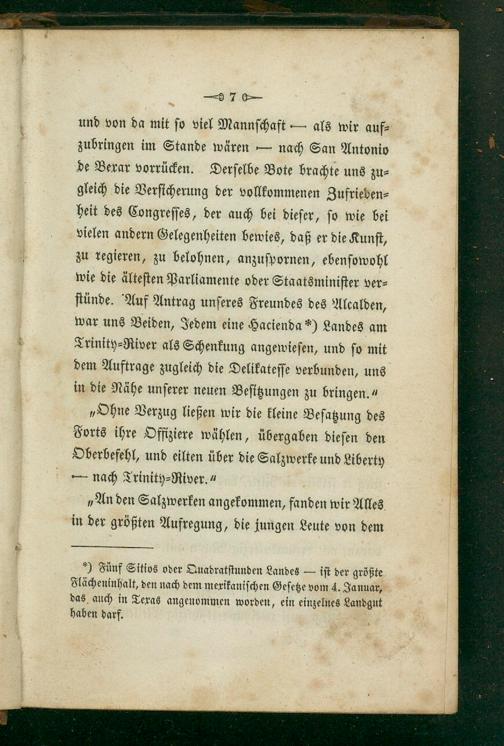 7
und von da mit so viel Mannschaft — als wir auf-
zubringen im Stande wären — nach San Antonio
de Bexar vorrücken. Derselbe Bote brachte uns zu-
gleich die Versicherung der vollkommenen Zufrieden-
heit des Congresses, der auch bei dieser, so wie bei
vielen andern Gelegenheiten bewies, daß er die Kunst,
zu regieren, zu belohnen, anzuspornen, ebensowohl
wie die ältesten Parliamente oder Staatsminister ver-
stünde. Auf Antrag unseres Freundes des Alcalden,
war uns Beiden, Jedem eine Hacienda*) Landes am
Trinity-River als Schenkung angewiesen, und so mit
dem Auftrage zugleich die Delikatesse verbunden, uns
in die Nähe unserer neuen Besitzungen zu bringen.“
„Ohne Verzug ließen wir die kleine Besatzung des
Forts ihre Offiziere wählen, übergaben diesen den
Oberbefehl, und eilten über die Salzwerke und Liberty
— nach Trinity-River.“
„An den Salzwerken angekommen, fanden wir Alles
in der größten Aufregung, die jungen Leute von dem
*) Fünf Sitios oder Quadratstunden Landes — ist der größte
Flächeninhalt, den nach dem mexikanischen Gesetze vom 4. Januar,
das auch in Texas angenommen worden, ein einzelnes Landgut
haben darf.